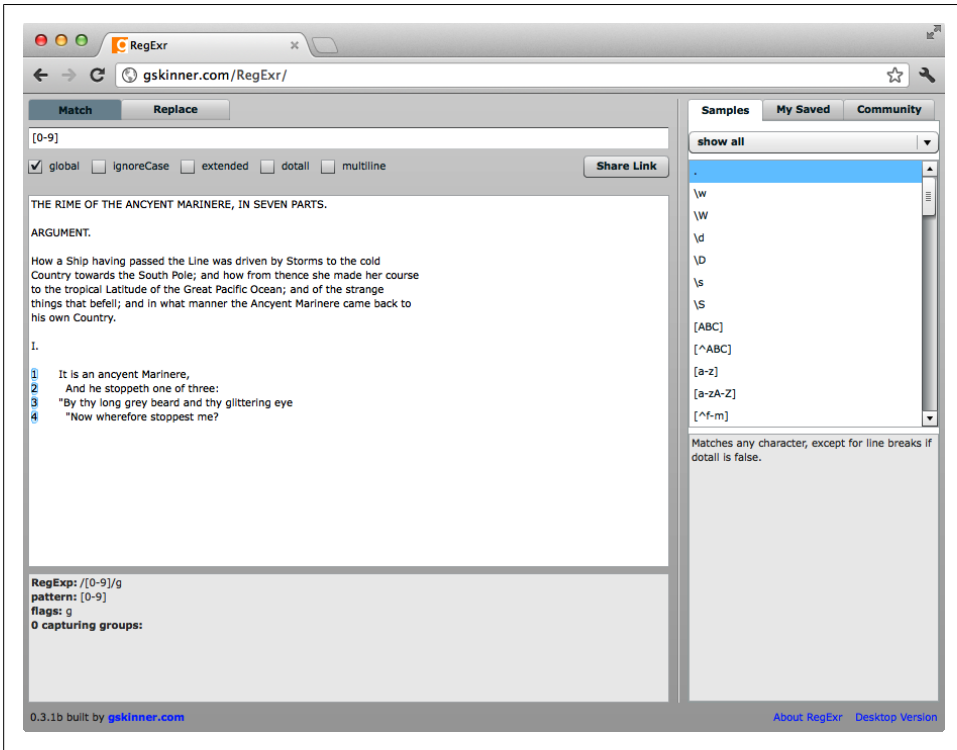 RegExr
gskinner.com/RegExr/
Match Replace
[0-9]
global ignoreCase extended dotall multiline Share Link
THE RIME OF THE ANCYENT MARINERE, IN SEVEN PARTS.
ARGUMENT.
How a Ship having passed the Line was driven by Storms to the cold
Country towards the South Pole; and how from thence she made her course
to the tropical Latitude of the Great Pacific Ocean; and of the strange
things that befell; and in what manner the Ancyent Marinere came back to
his own Country.
I.
1 It is an ancyent Marinere,
2 And he stoppeth one of three:
3 "By thy long grey beard and thy glittering eye
4 "Now wherefore stoppest me?
RegExp: /[0-9]/g
pattern: [0-9]
flags: g
0 capturing groups:
Samples My Saved Community
show all
.
\w
\W
\d
\D
\s
\S
[ABC]
[^ABC]
[a-z]
[a-zA-Z]
[^f-m]
Matches any character, except for line breaks if
dotall is false.
0.3.1b built by gskinner.com
About RegExr Desktop Version